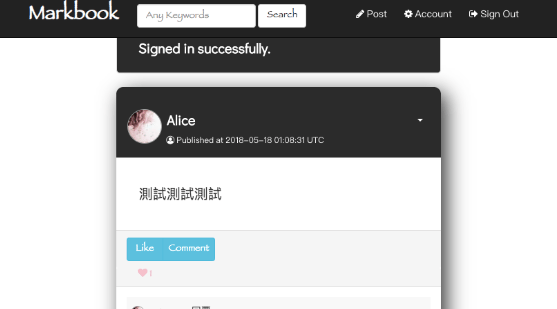 Markbook
Any Keywords
Search
Post
Account
Sign Out
Signed in successfully.
Alice
Published at 2018-05-18 01:08:31 UTC
測試測試測試
Like
Comment
1